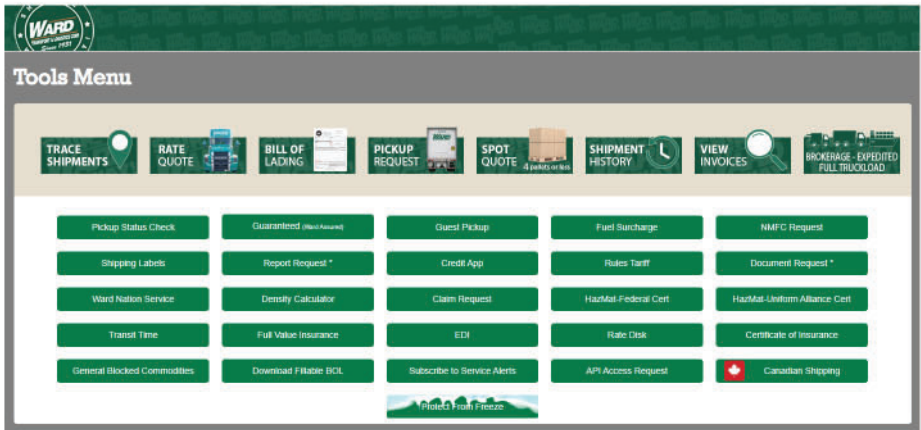 WARD
TRANSPORT & LOGISTICS CORP
Since 1931
Tools Menu
TRACE
SHIPMENTS
RATE
QUOTE
BILL OF
LADING
PICKUP
REQUEST
SPOT
QUOTE 4 pallets or less
SHIPMENT
HISTORY
VIEW
INVOICES
BROKERAGE - EXPEDITED
FULL TRUCKLOAD
Pickup Status Check
Guaranteed (Ward Assured)
Guest Pickup
Fuel Surcharge
NMFC Request
Shipping Labels
Report Request *
Credit App
Rules Tariff
Document Request *
Ward Nation Service
Density Calculator
Claim Request
HazMat-Federal Cert
HazMat-Uniform Alliance Cert
Transit Time
Full Value Insurance
EDI
Rate Disk
Certificate of Insurance
General Blocked Commodities
Download Fillable BOL
Subscribe to Service Alerts
API Access Request
Canadian Shipping
Protect From Freeze